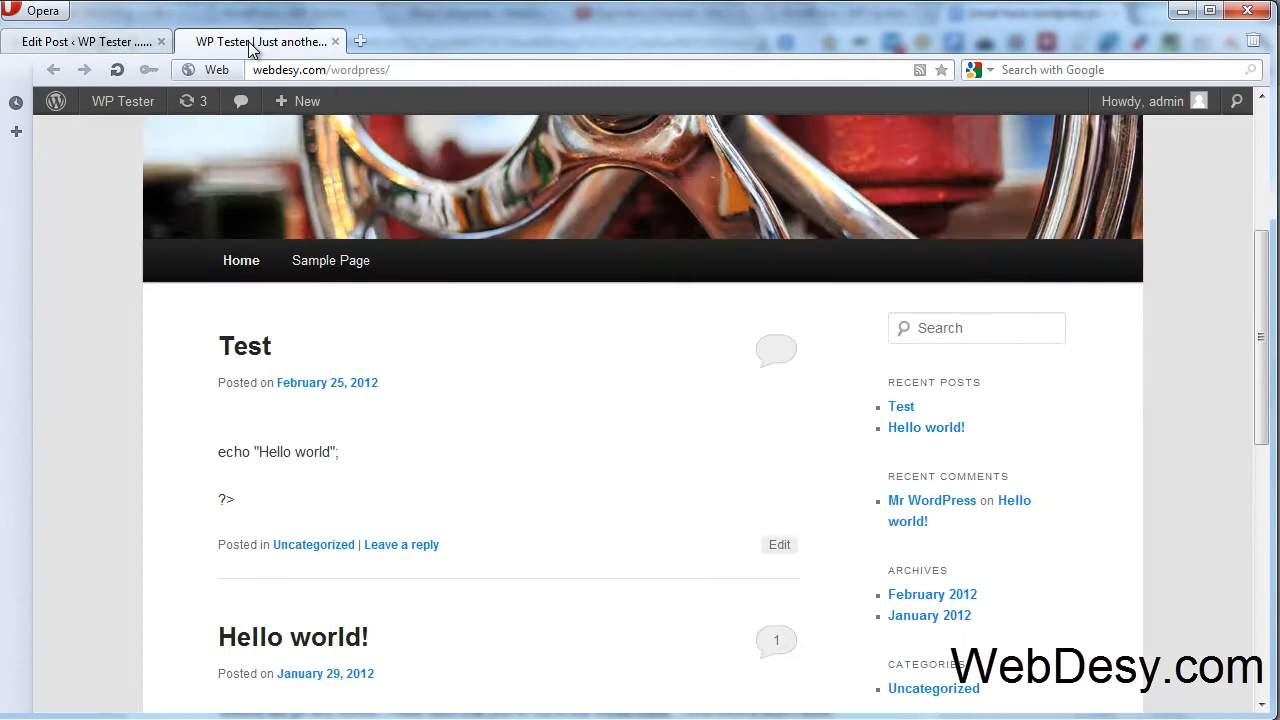 Opera
Edit Post ‹ WP Tester ......
WP Tester | Just anothe...
Web
webdesy.com/wordpress/
Search with Google
WP Tester
3
New
Howdy, admin
Home
Sample Page
Test
Posted on February 25, 2012
echo "Hello world";
?>
Posted in Uncategorized | Leave a reply
Edit
Hello world!
1
Posted on January 29, 2012
Search
RECENT POSTS
Test
Hello world!
RECENT COMMENTS
Mr WordPress on Hello
world!
ARCHIVES
February 2012
January 2012
CATEGORIES
Uncategorized
WebDesy.com